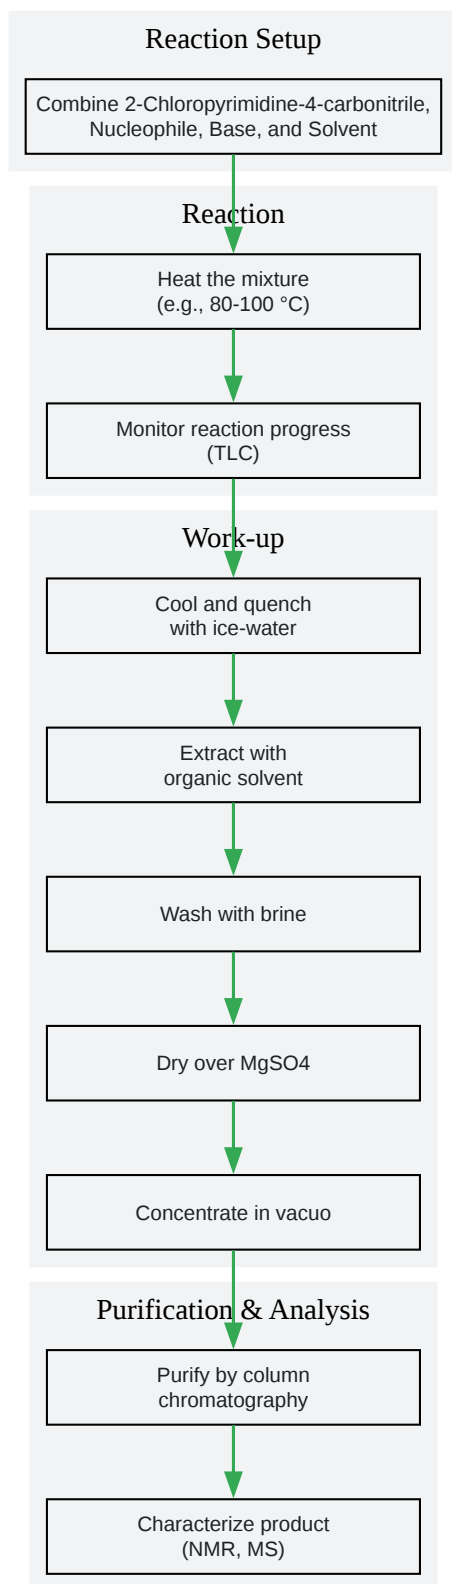 Reaction Setup
Combine 2-Chloropyrimidine-4-carbonitrile,
Nucleophile, Base, and Solvent
Reaction
Heat the mixture
(e.g., 80-100 °C)
Monitor reaction progress
(TLC)
Work-up
Cool and quench
with ice-water
Extract with
organic solvent
Wash with brine
Dry over MgSO4
Concentrate in vacuo
Purification & Analysis
Purify by column
chromatography
Characterize product
(NMR, MS)